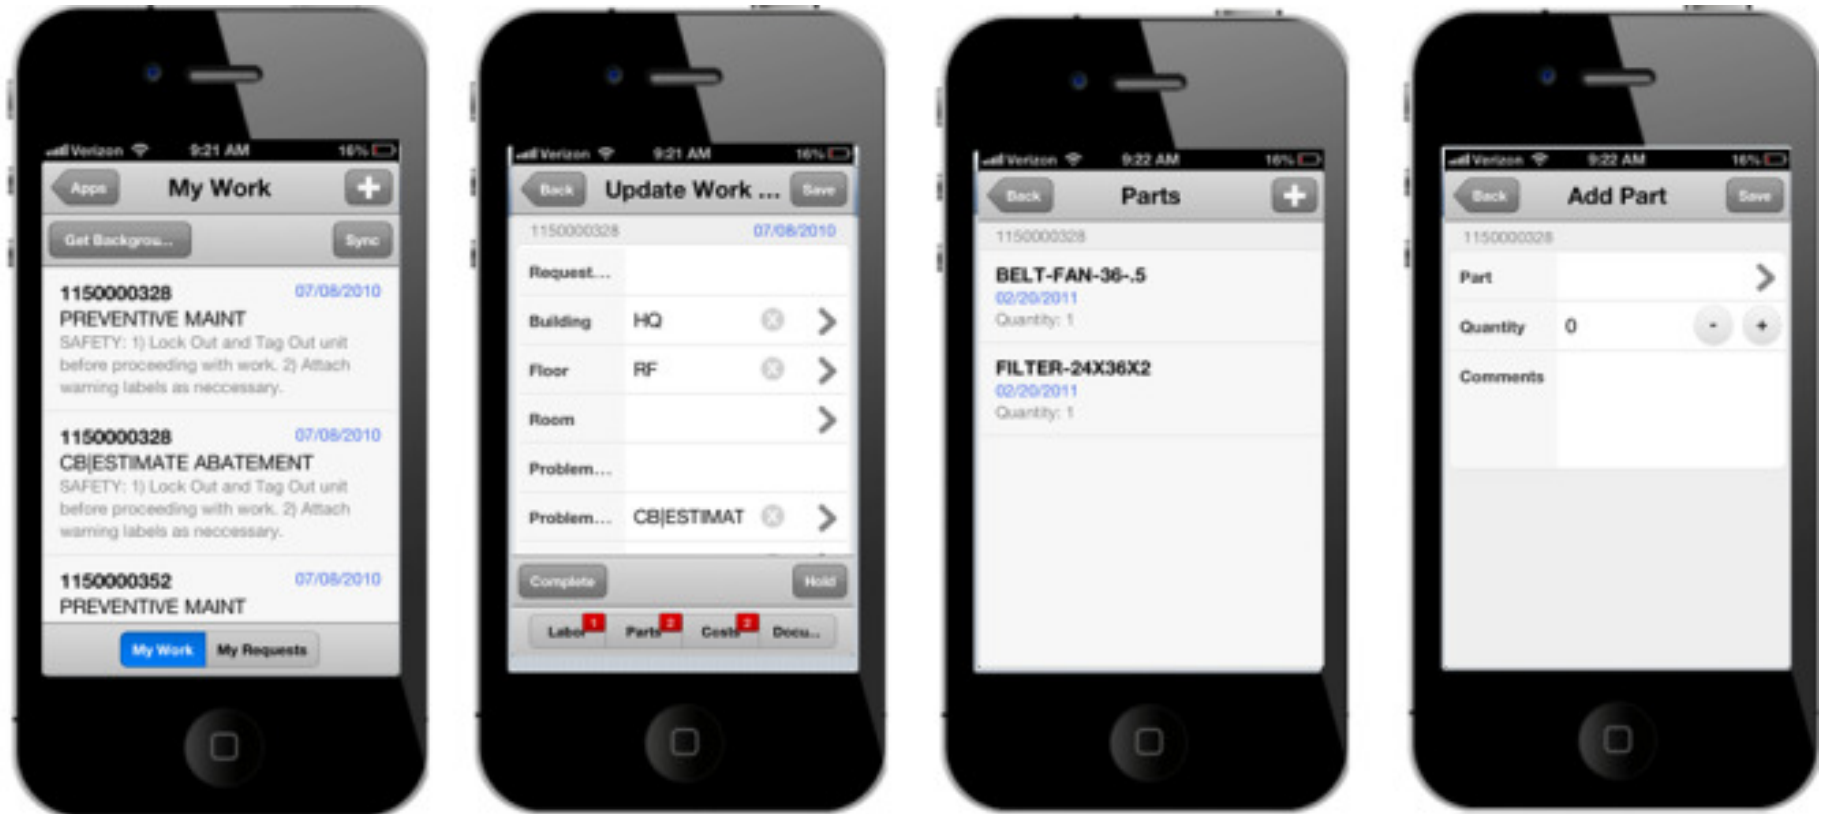 Verizon 9:21 AM 16%
Apps My Work +
Get Backgrou... Sync
1150000328 07/08/2010
PREVENTIVE MAINT
SAFETY: 1) Lock Out and Tag Out unit
before proceeding with work. 2) Attach
warning labels as neccessary.
1150000328 07/08/2010
CB|ESTIMATE ABATEMENT
SAFETY: 1) Lock Out and Tag Out unit
before proceeding with work. 2) Attach
warning labels as neccessary.
1150000352 07/08/2010
PREVENTIVE MAINT
My Work My Requests
Verizon 9:21 AM 16%
Back Update Work ... Save
1150000328 07/08/2010
Request...
Building HQ
Floor RF
Room
Problem...
Problem... CB|ESTIMAT
Complete Hold
Labor 1 Parts 2 Costs 2 Docu...
Verizon 9:22 AM 16%
Back Parts +
1150000328
BELT-FAN-36-.5
02/20/2011
Quantity: 1
FILTER-24X36X2
02/20/2011
Quantity: 1
Verizon 9:22 AM 16%
Back Add Part Save
1150000328
Part
Quantity 0 - +
Comments